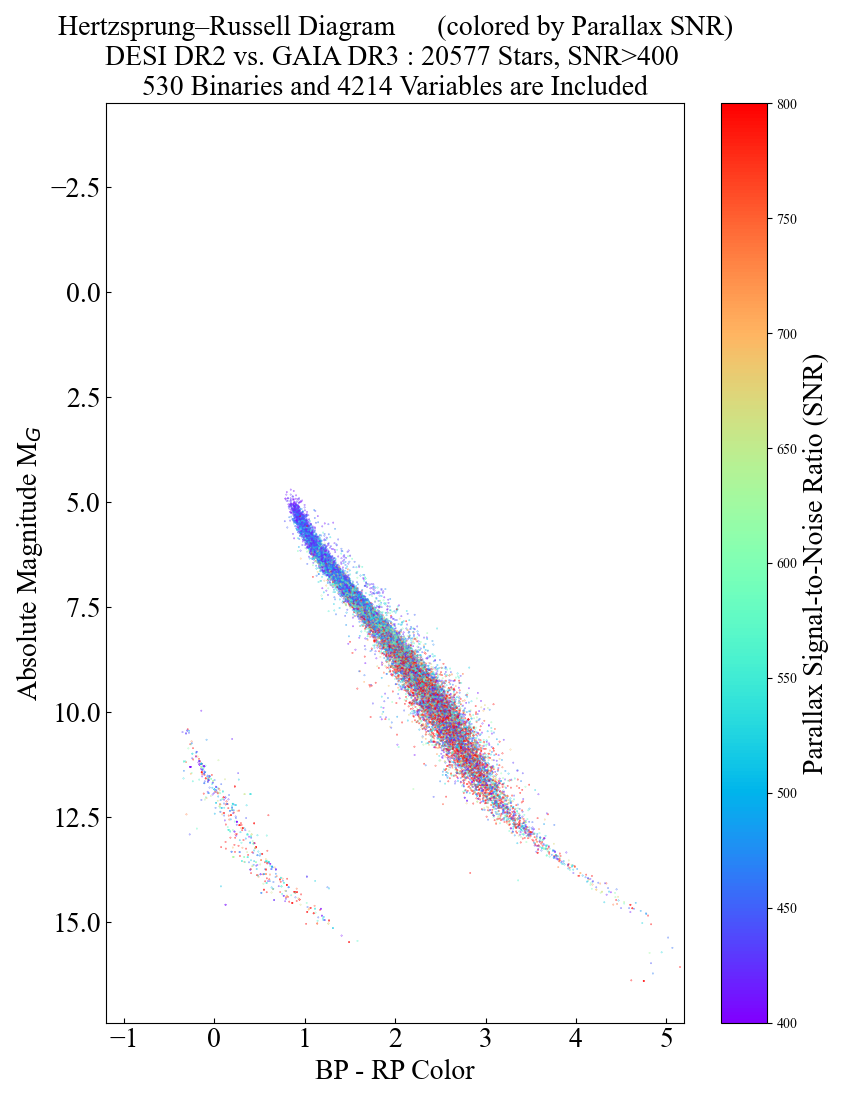 Hertzsprung–Russell Diagram (colored by Parallax SNR)
DESI DR2 vs. GAIA DR3 : 20577 Stars, SNR>400
530 Binaries and 4214 Variables are Included
−2.5
0.0
2.5
5.0
7.5
10.0
12.5
15.0
Absolute Magnitude M_G
−1 0 1 2 3 4 5
BP - RP Color
800
750
700
650
600
550
500
450
400
Parallax Signal-to-Noise Ratio (SNR)